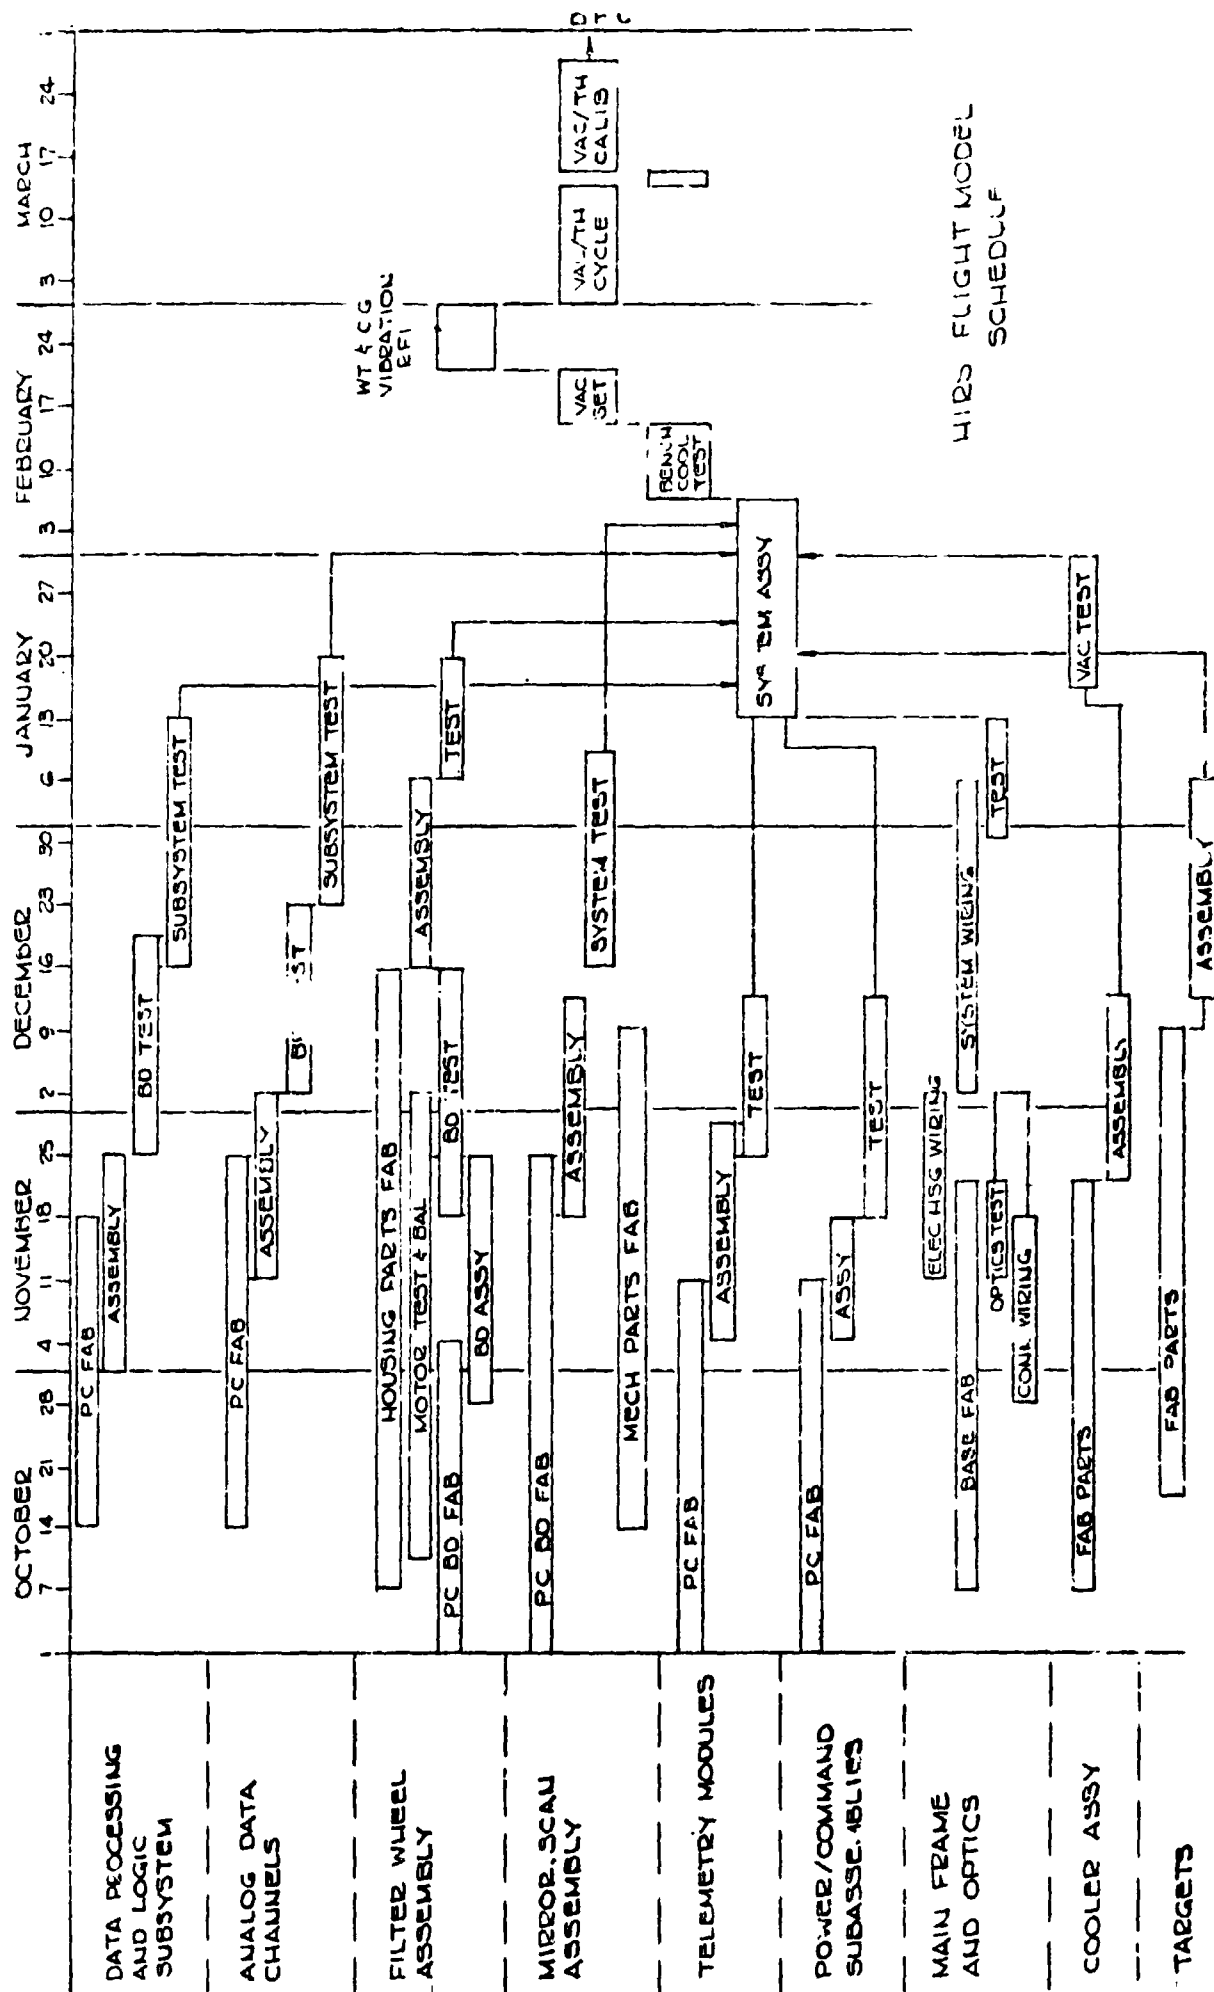 OCTOBER NOVEMBER DECEMBER JANUARY FEBRUARY MARCH
7 14 21 28 4 11 18 25 2 9 16 23 30 6 13 20 27 3 10 17 24 3 10 17 24
DATA PROCESSING
AND LOGIC
SUBSYSTEM
PC FAB
ASSEMBLY
BD TEST
SUBSYSTEM TEST
ANALOG DATA
CHANNELS
PC FAB
ASSEMBLY
SUBSYSTEM TEST
FILTER WHEEL
ASSEMBLY
HOUSING PARTS FAB
MOTOR TEST & BAL
ASSEMBLY
PC BD FAB
BD TEST
TEST
BD ASSY
WT & CG
VIBRATION
RFI
MIRROR SCAN
ASSEMBLY
PC BD FAB
ASSEMBLY
SYSTEM TEST
MECH PARTS FAB
VAC
VAC/TH
CYCLE
VAC/TH
CALIB
TELEMETRY MODULES
PC FAB
ASSEMBLY
TEST
SYSTEM ASSY
BENCH
COOL
TEST
POWER/COMMAND
SUBASSEMBLIES
PC FAB
ASSY
TEST
MAIN FRAME
AND OPTICS
ELEC HSG WIRING
BASE FAB
SYSTEM WIRING
OPTICS TEST
TEST
CONN WIRING
COOLER ASSY
FAB PARTS
ASSEMBLY
VAC TEST
TARGETS
FAB PARTS
ASSEMBLY
HIRS FLIGHT MODEL
SCHEDULE